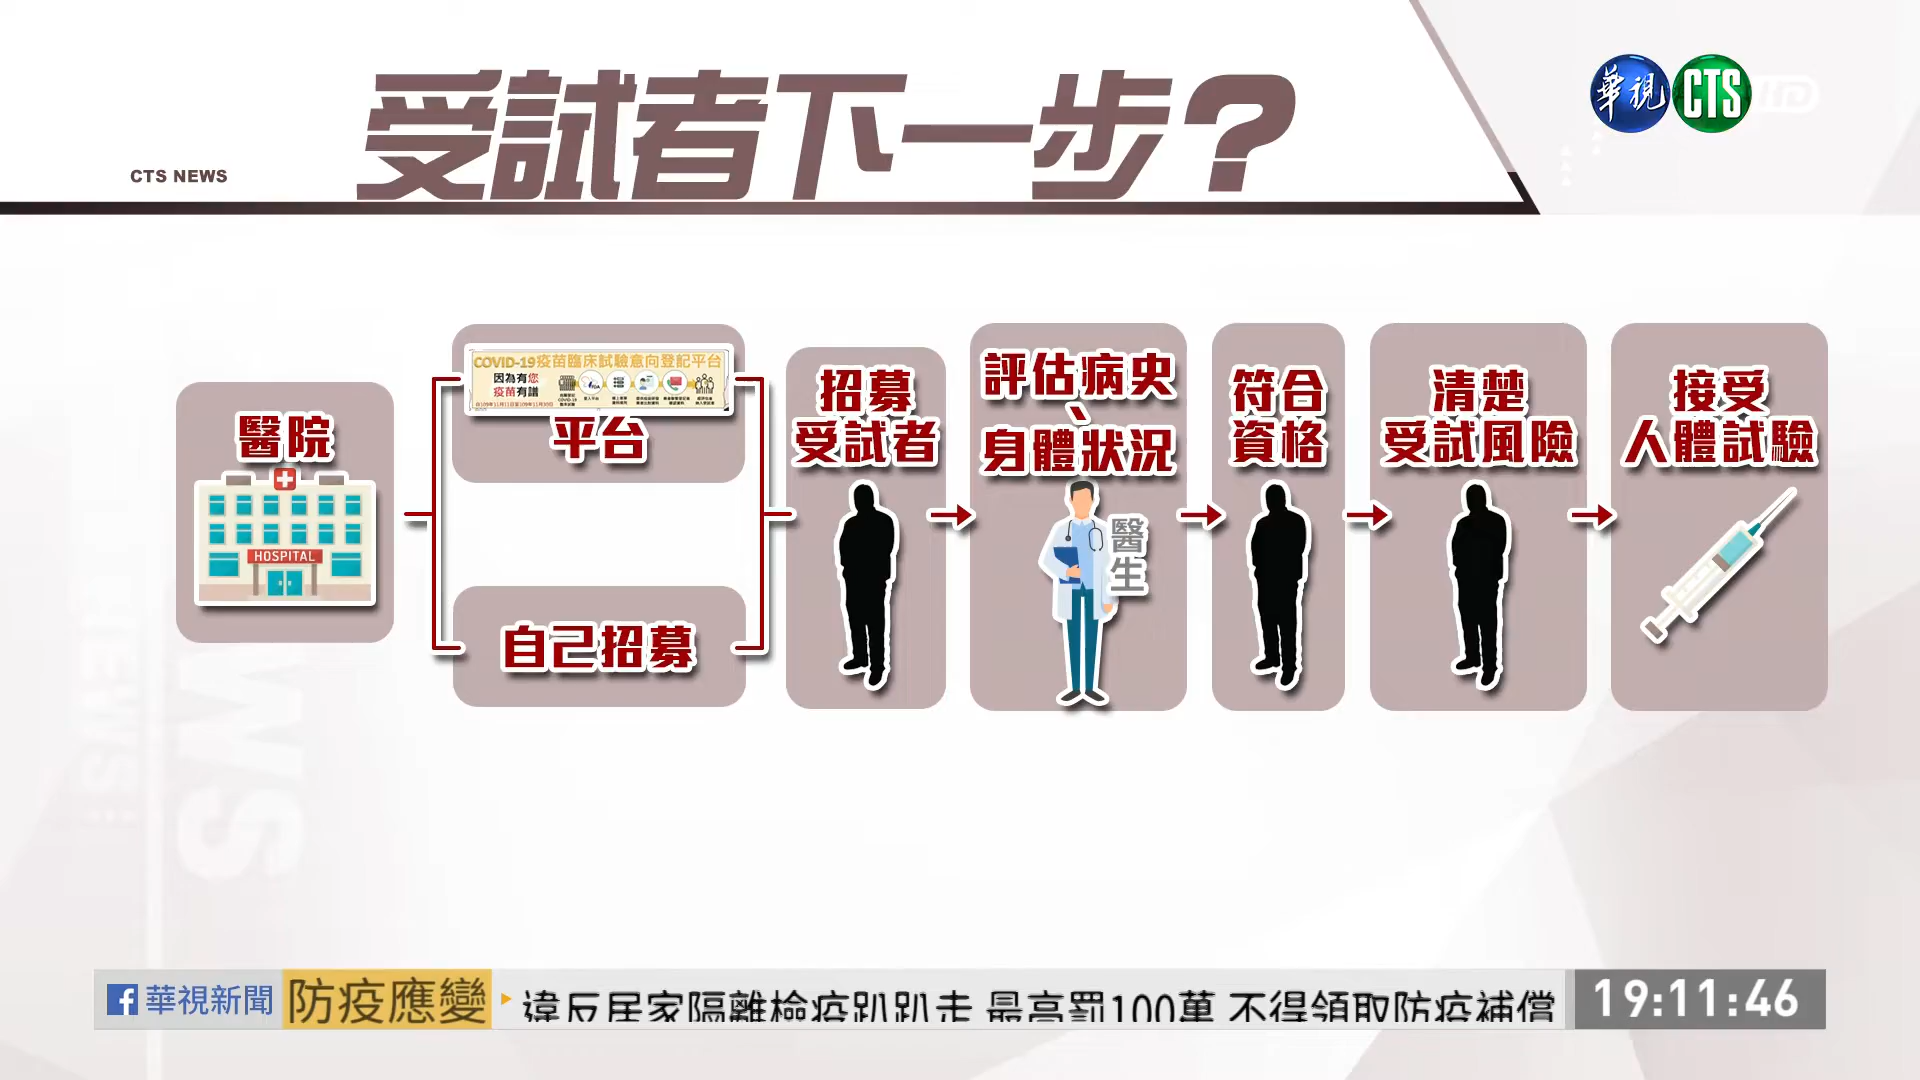 受試者下一步?
華視
CTS
HD
CTS NEWS
醫院
HOSPITAL
COVID-19疫苗臨床試驗意向登記平台
因為有您
疫苗有譜
平台
自己招募
招募
受試者
評估病史
、
身體狀況
醫生
符合
資格
清楚
受試風險
接受
人體試驗
華視新聞
防疫應變
違反居家隔離檢疫趴趴走 最高罰100萬 不得領取防疫補償
19:11:46